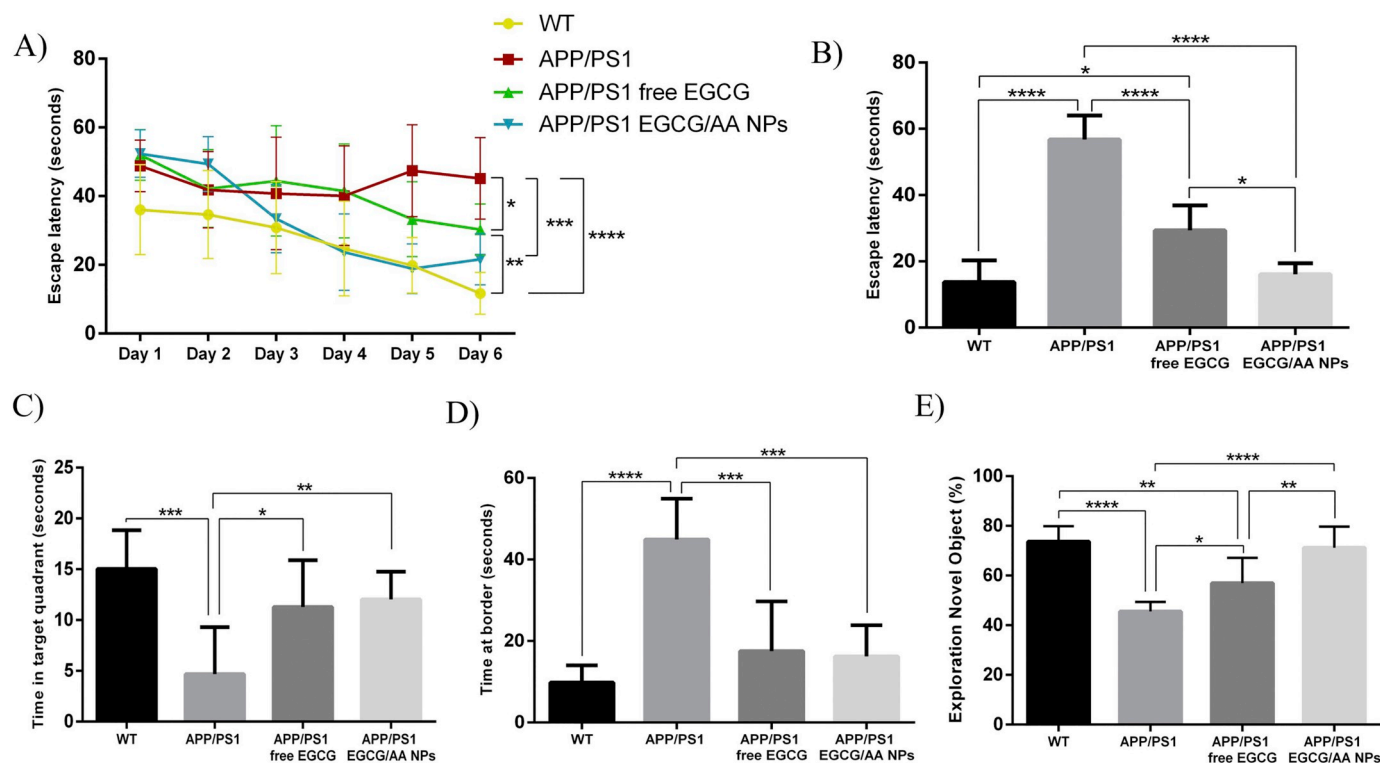 A)
WT
APP/PS1
APP/PS1 free EGCG
APP/PS1 EGCG/AA NPs
Escape latency (seconds)
80
60
40
20
0
Day 1 Day 2 Day 3 Day 4 Day 5 Day 6
*
**
***
****
B)
Escape latency (seconds)
80
60
40
20
0
****
*
**** ****
*
WT APP/PS1 APP/PS1 APP/PS1
free EGCG EGCG/AA NPs
C)
Time in target quadrant (seconds)
25
20
15
10
5
0
**
*** *
WT APP/PS1 APP/PS1 APP/PS1
free EGCG EGCG/AA NPs
D)
Time at border (seconds)
60
40
20
0
***
**** ***
WT APP/PS1 APP/PS1 APP/PS1
free EGCG EGCG/AA NPs
E)
Exploration Novel Object (%)
100
80
60
40
20
0
****
** **
****
*
WT APP/PS1 APP/PS1 APP/PS1
free EGCG EGCG/AA NPs